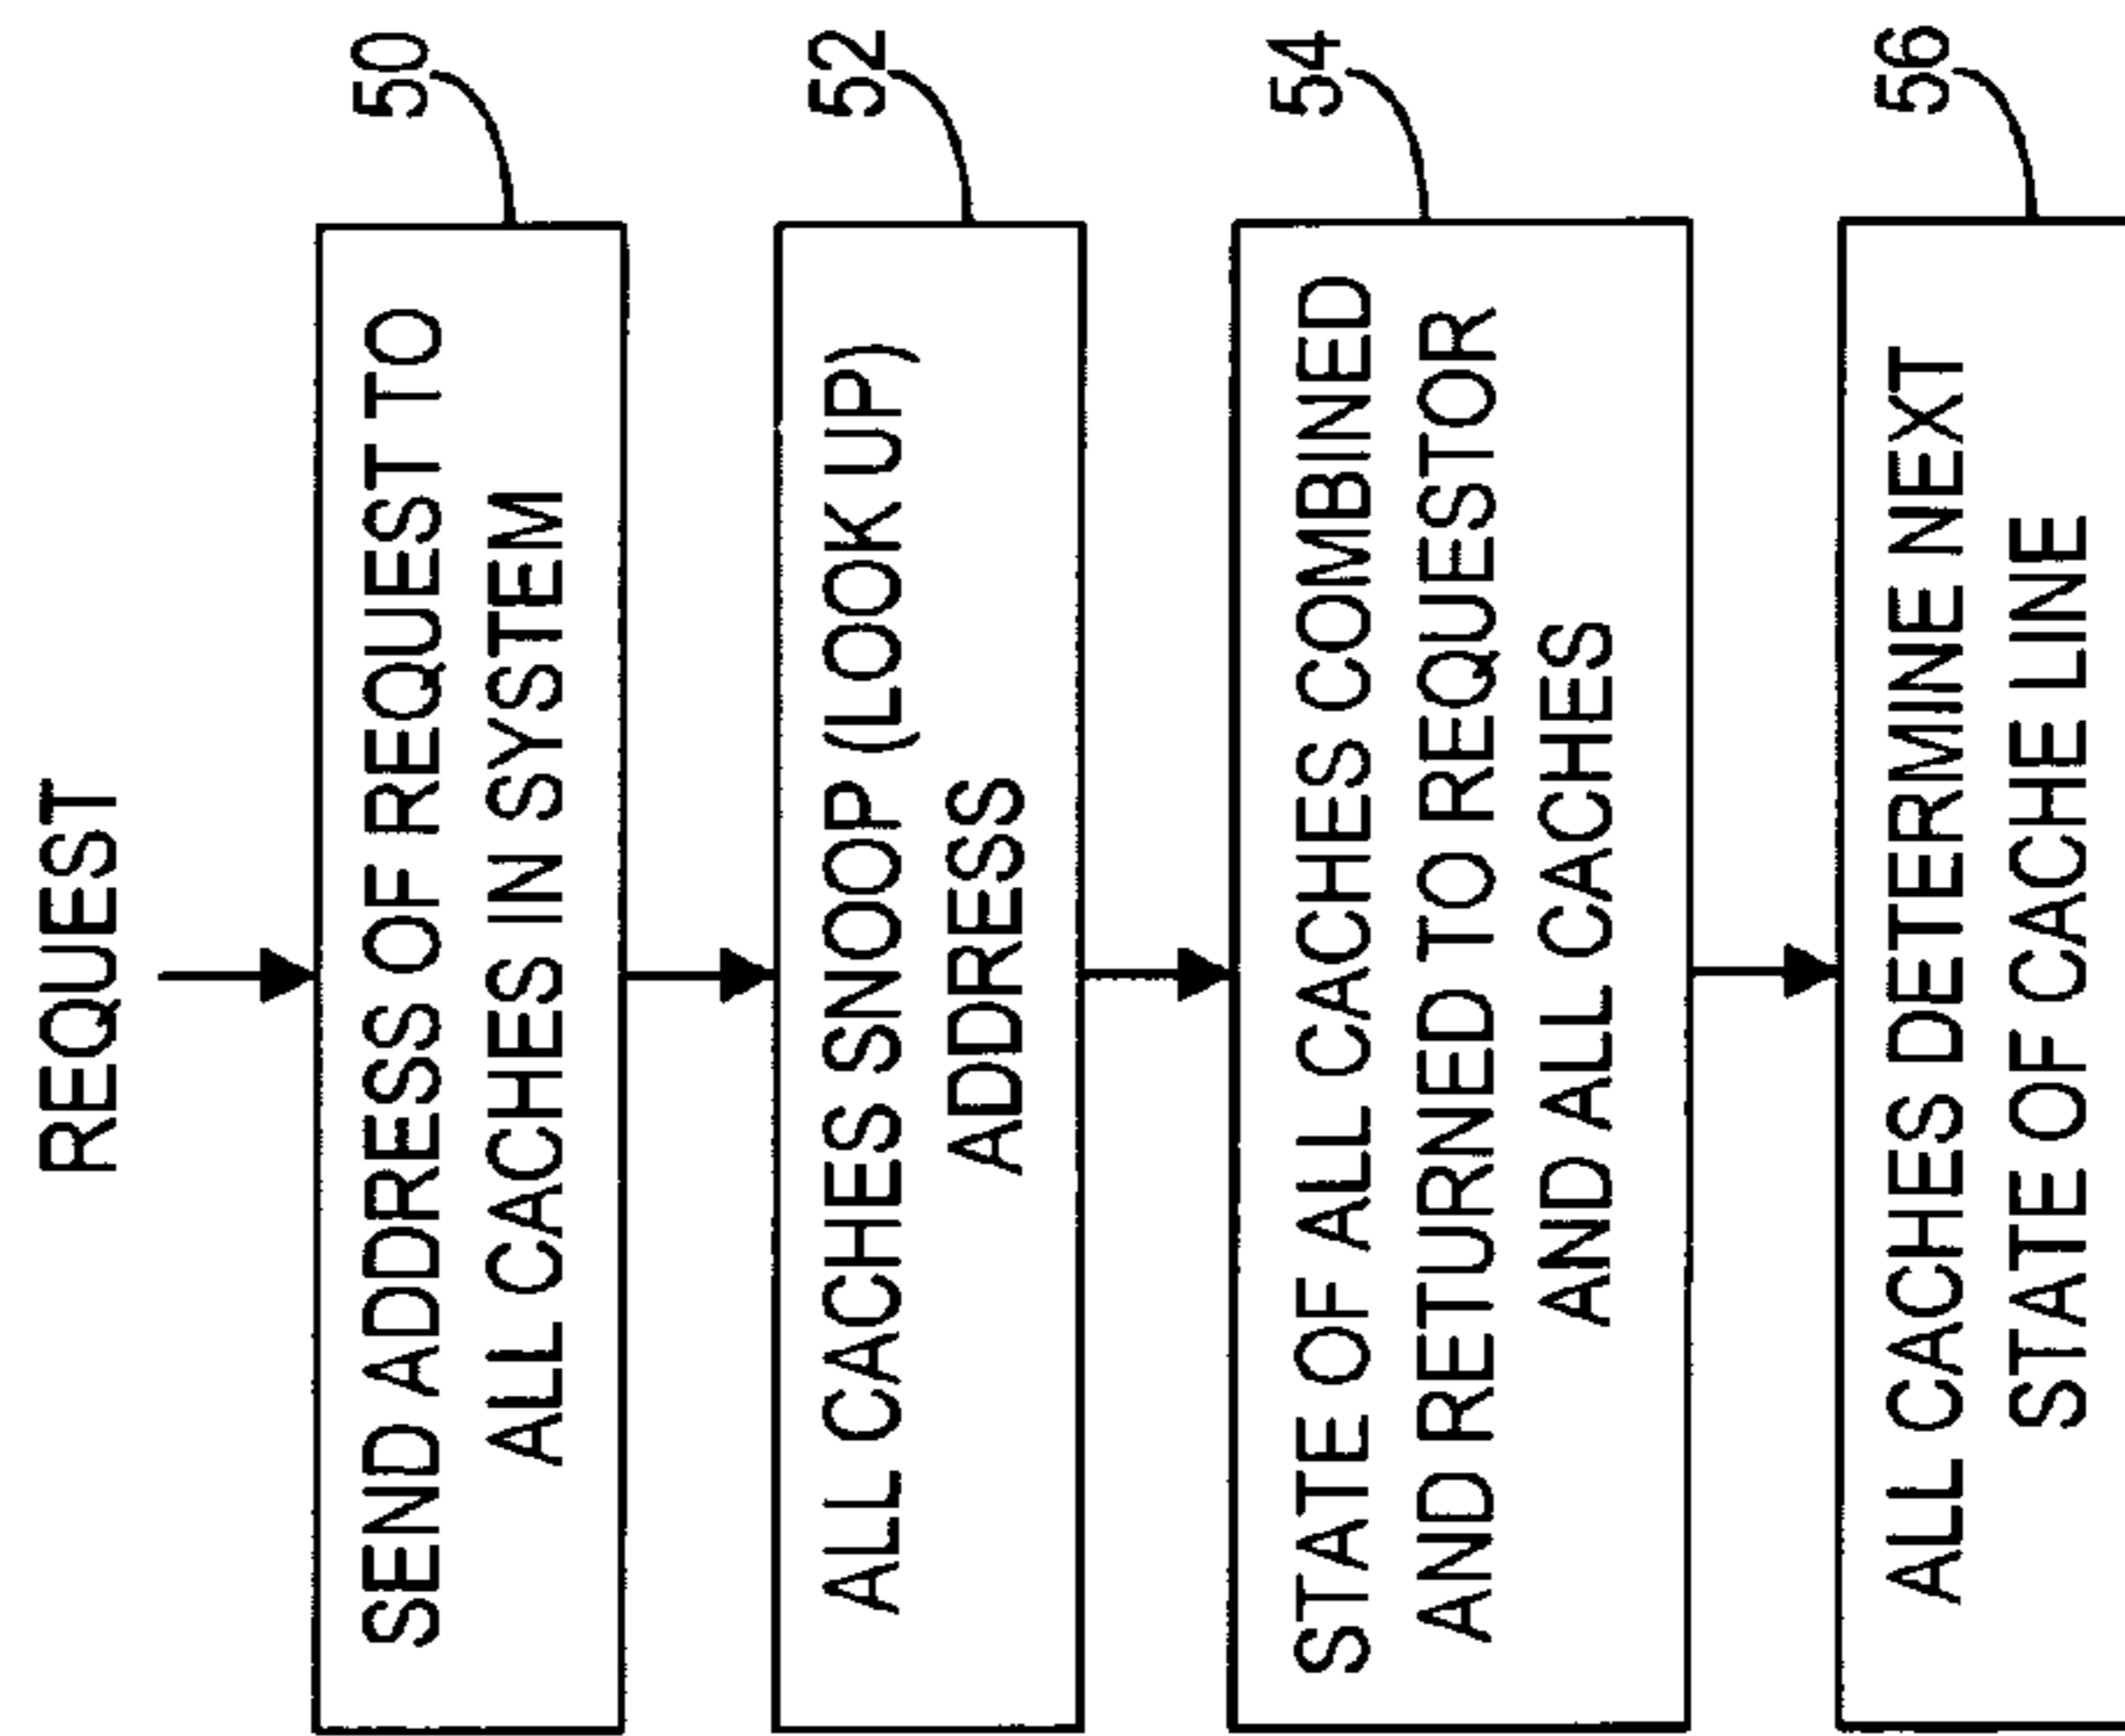 REQUEST
50
SEND ADDRESS OF REQUEST TO
ALL CACHES IN SYSTEM
52
ALL CACHES SNOOP (LOOK UP)
ADDRESS
54
STATE OF ALL CACHES COMBINED
AND RETURNED TO REQUESTOR
AND ALL CACHES
56
ALL CACHES DETERMINE NEXT
STATE OF CACHE LINE